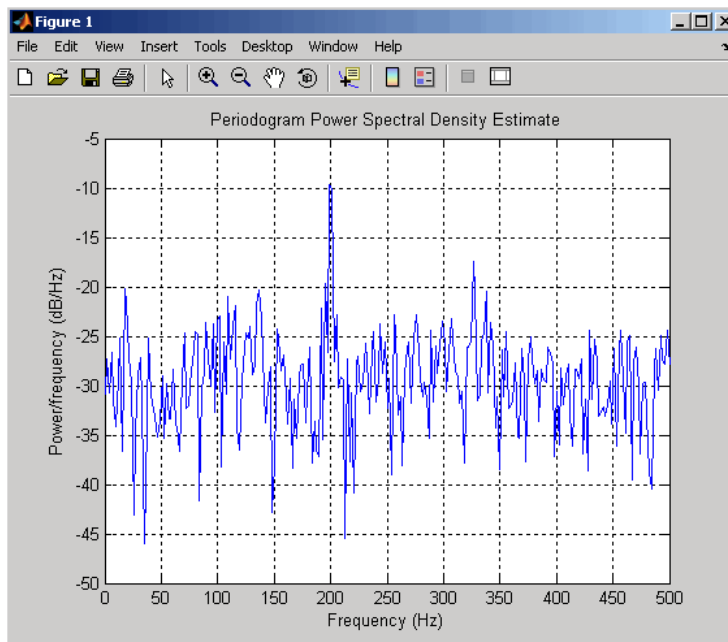 Figure 1
File Edit View Insert Tools Desktop Window Help
Periodogram Power Spectral Density Estimate
Power/frequency (dB/Hz)
-5
-10
-15
-20
-25
-30
-35
-40
-45
-50
0 50 100 150 200 250 300 350 400 450 500
Frequency (Hz)